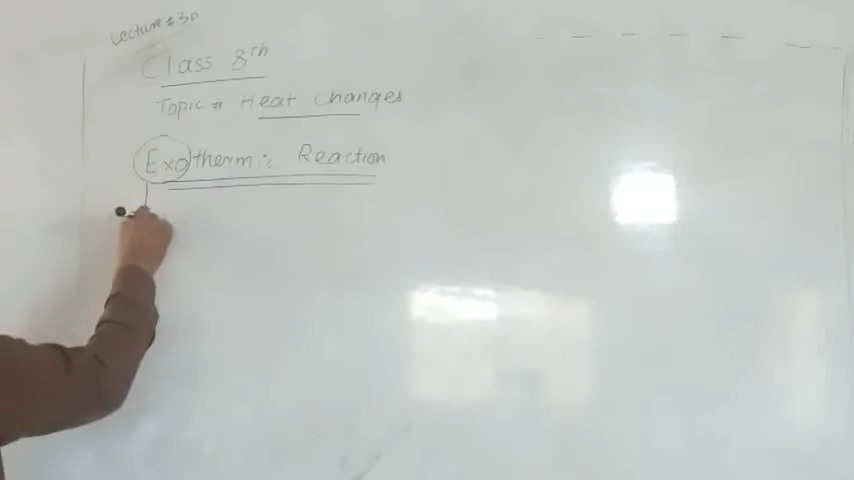 Lecture # 30
Class 8th
Topic = Heat Changes
Exothermic Reaction